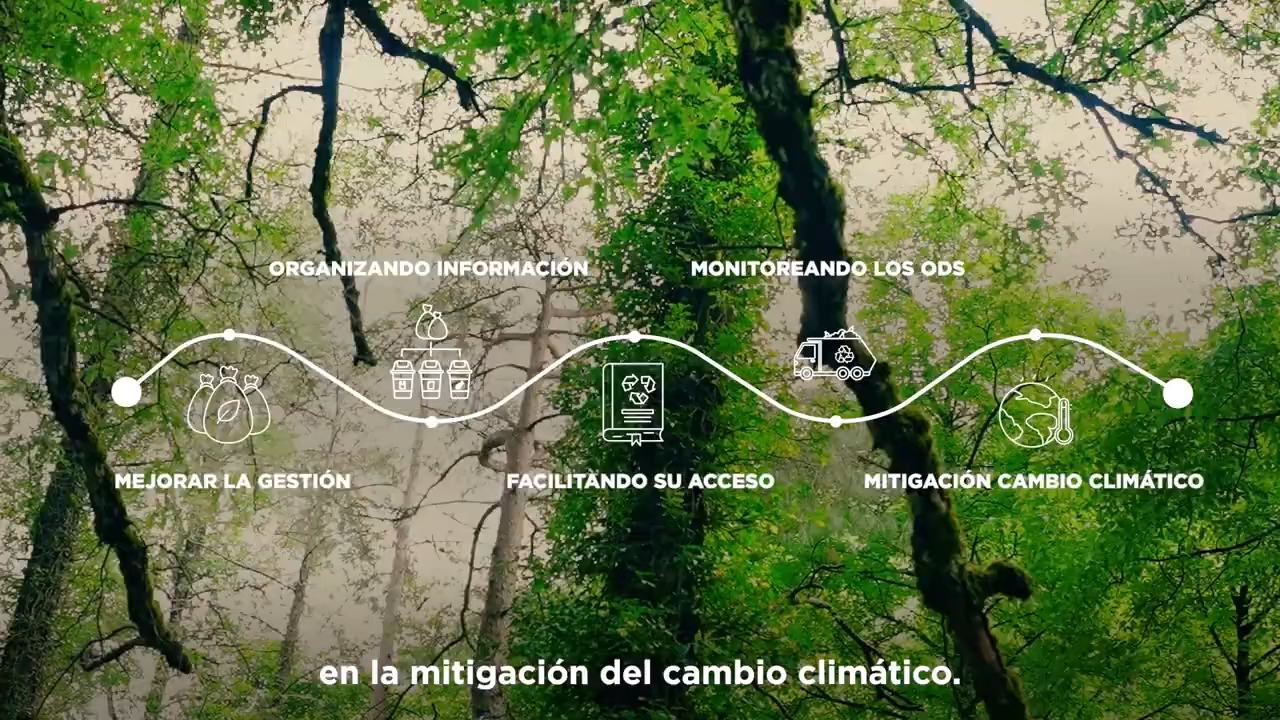 ORGANIZANDO INFORMACIÓN
MONITOREANDO LOS ODS
MEJORAR LA GESTIÓN
FACILITANDO SU ACCESO
MITIGACIÓN CAMBIO CLIMÁTICO
en la mitigación del cambio climático.